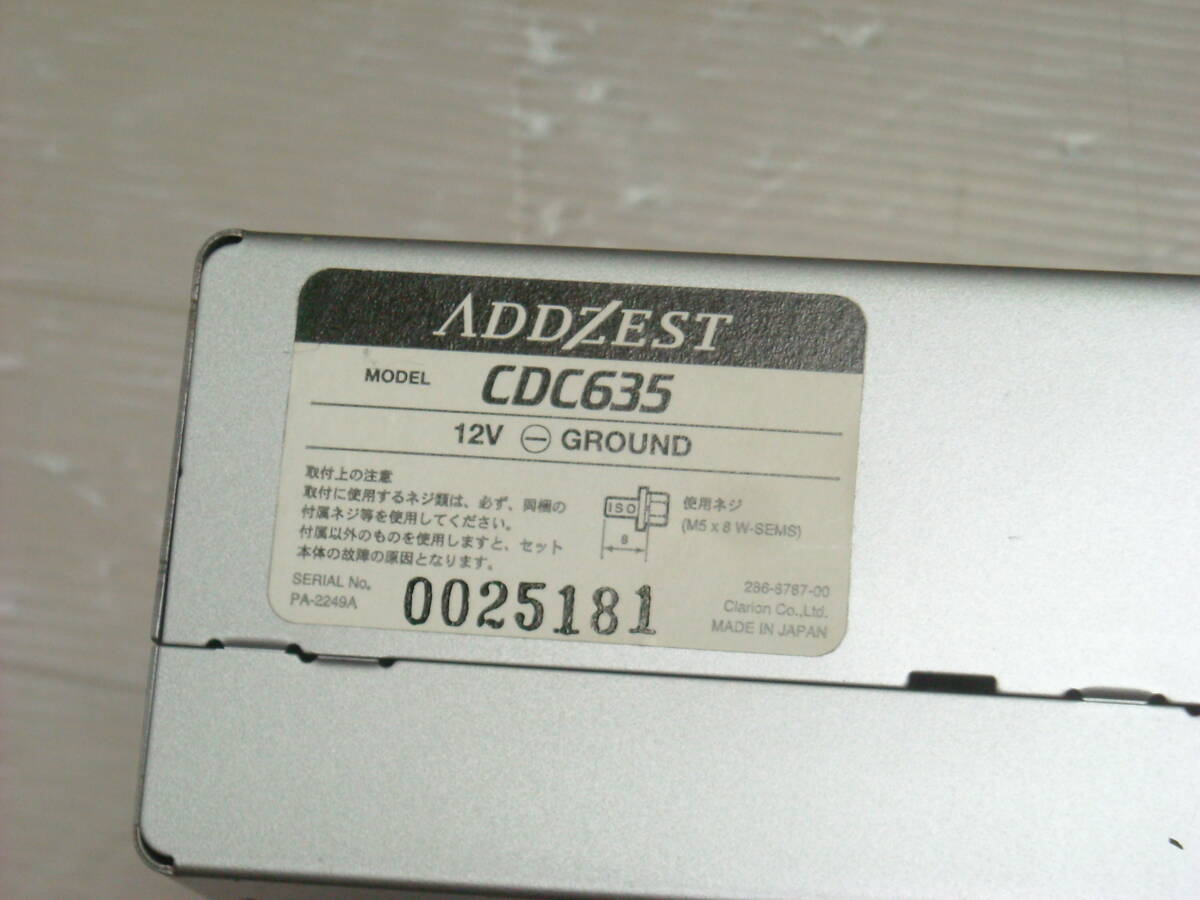 ADDZEST
MODEL CDC635
12V ⊖ GROUND
取付上の注意
取付に使用するネジ類は、必ず、同梱の
付属ネジ等を使用してください。
付属以外のものを使用しますと、セット
本体の故障の原因となります。
ISO
8
使用ネジ
(M5 x 8 W-SEMS)
SERIAL No.
PA-2249A
0025181
286-8787-00
Clarion Co.,Ltd.
MADE IN JAPAN